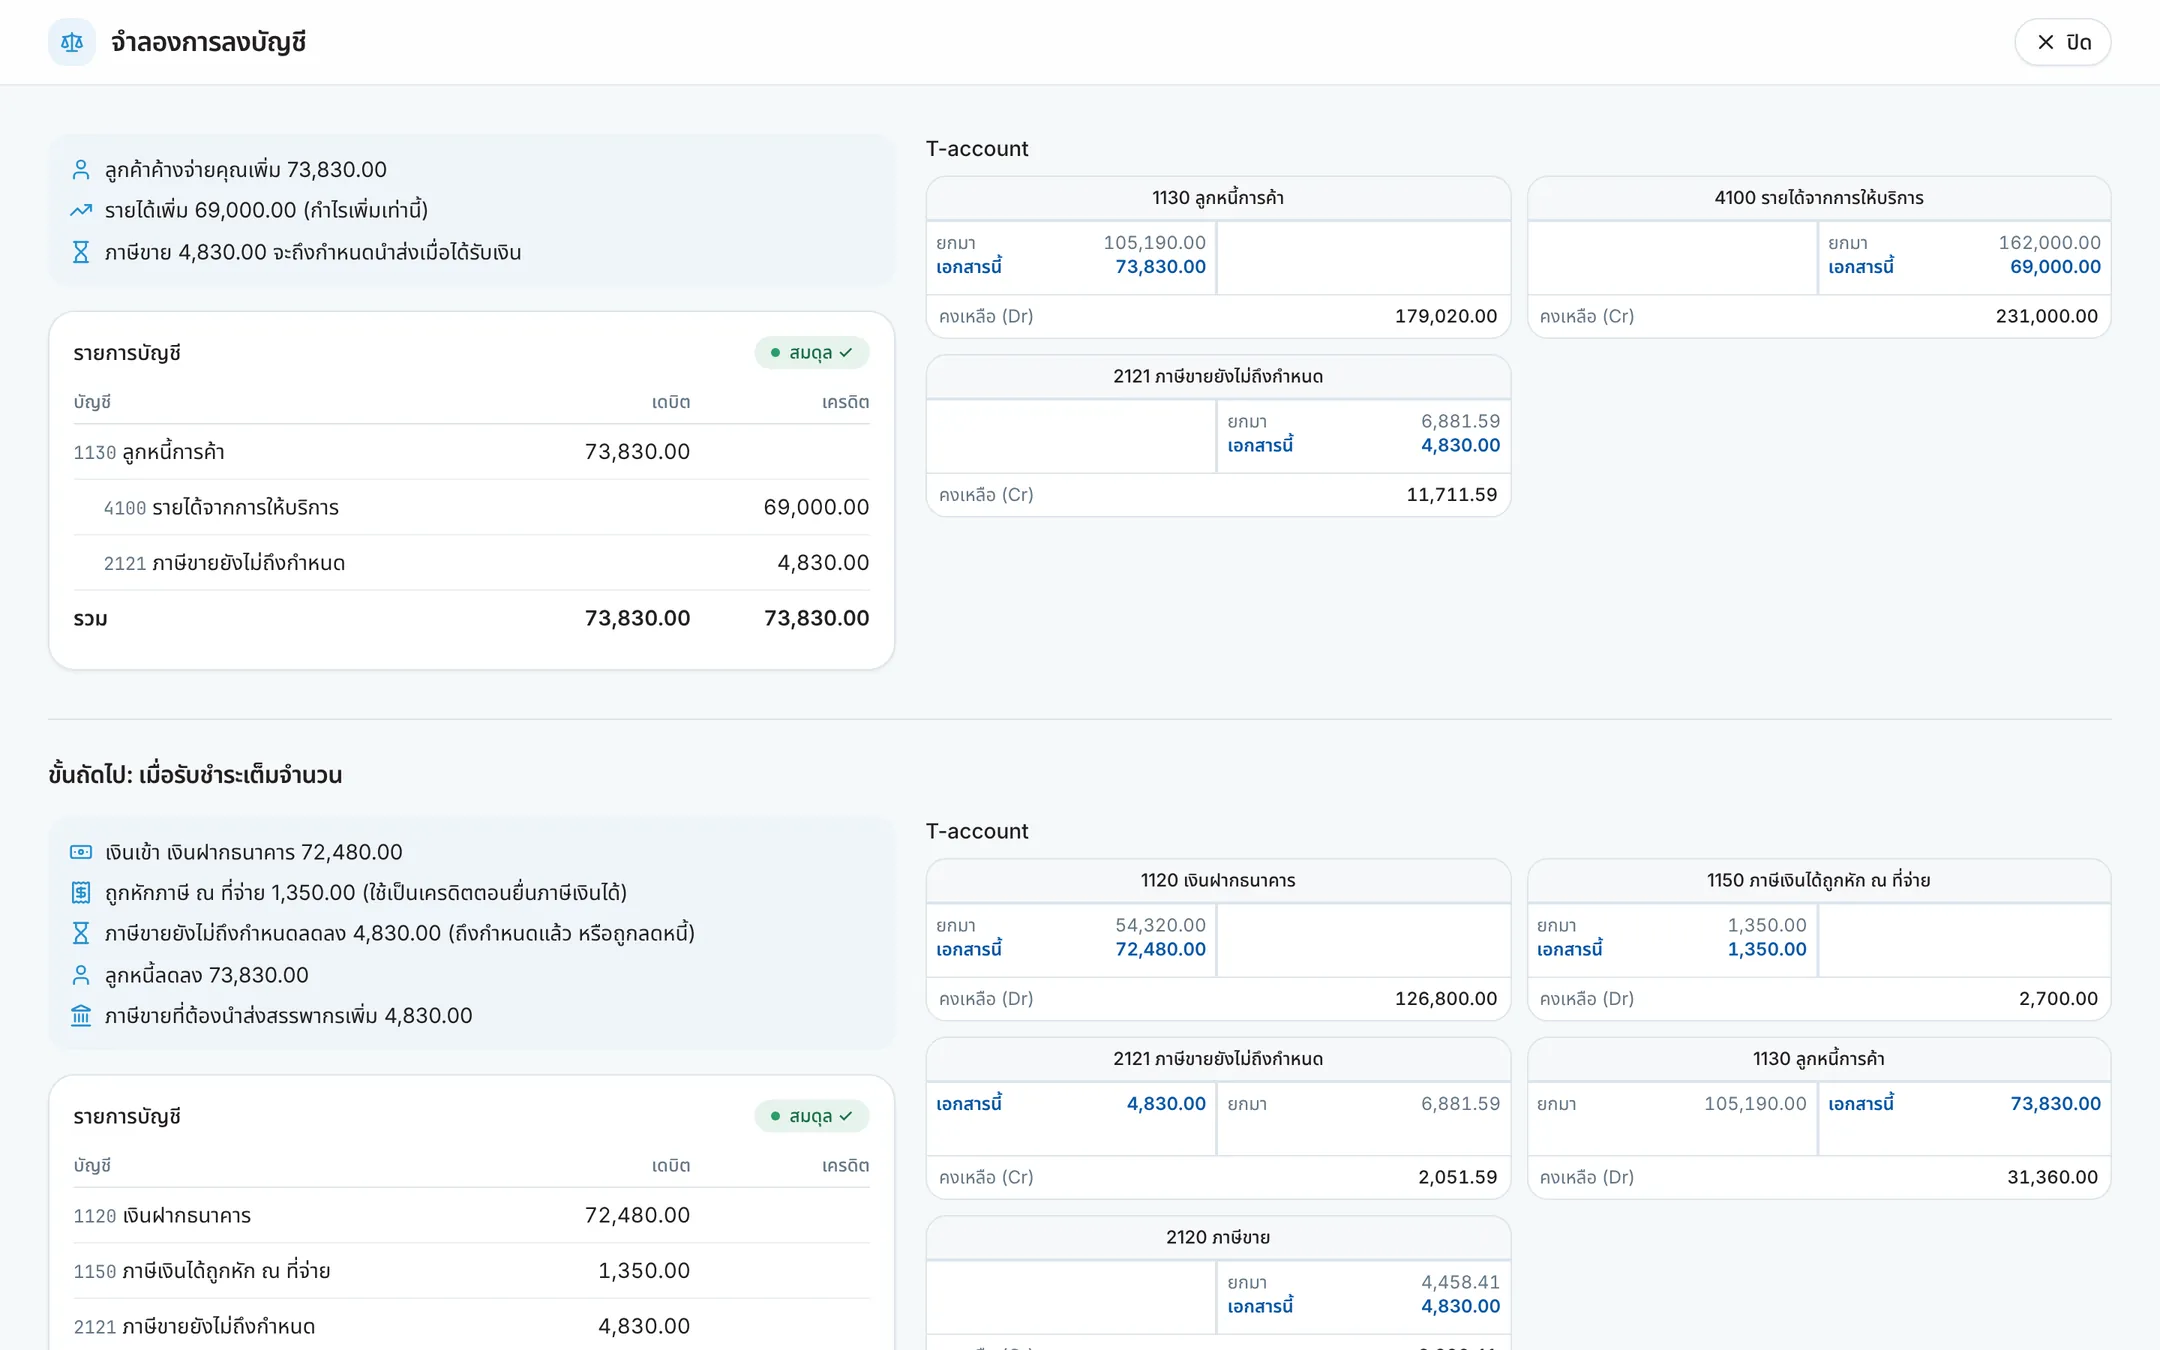 จำลองการลงบัญชี
ปิด
ลูกค้าค้างจ่ายคุณเพิ่ม 73,830.00
รายได้เพิ่ม 69,000.00 (กำไรเพิ่มเท่านี้)
ภาษีขาย 4,830.00 จะถึงกำหนดนำส่งเมื่อได้รับเงิน
รายการบัญชี สมดุล ✓
บัญชี เดบิต เครดิต
1130 ลูกหนี้การค้า 73,830.00
4100 รายได้จากการให้บริการ 69,000.00
2121 ภาษีขายยังไม่ถึงกำหนด 4,830.00
รวม 73,830.00 73,830.00
T-account
1130 ลูกหนี้การค้า
ยกมา 105,190.00
เอกสารนี้ 73,830.00
คงเหลือ (Dr) 179,020.00
4100 รายได้จากการให้บริการ
ยกมา 162,000.00
เอกสารนี้ 69,000.00
คงเหลือ (Cr) 231,000.00
2121 ภาษีขายยังไม่ถึงกำหนด
ยกมา 6,881.59
เอกสารนี้ 4,830.00
คงเหลือ (Cr) 11,711.59
ขั้นถัดไป: เมื่อรับชำระเต็มจำนวน
เงินเข้า เงินฝากธนาคาร 72,480.00
ถูกหักภาษี ณ ที่จ่าย 1,350.00 (ใช้เป็นเครดิตตอนยื่นภาษีเงินได้)
ภาษีขายยังไม่ถึงกำหนดลดลง 4,830.00 (ถึงกำหนดแล้ว หรือถูกลดหนี้)
ลูกหนี้ลดลง 73,830.00
ภาษีขายที่ต้องนำส่งสรรพากรเพิ่ม 4,830.00
รายการบัญชี สมดุล ✓
บัญชี เดบิต เครดิต
1120 เงินฝากธนาคาร 72,480.00
1150 ภาษีเงินได้ถูกหัก ณ ที่จ่าย 1,350.00
2121 ภาษีขายยังไม่ถึงกำหนด 4,830.00
T-account
1120 เงินฝากธนาคาร
ยกมา 54,320.00
เอกสารนี้ 72,480.00
คงเหลือ (Dr) 126,800.00
1150 ภาษีเงินได้ถูกหัก ณ ที่จ่าย
ยกมา 1,350.00
เอกสารนี้ 1,350.00
คงเหลือ (Dr) 2,700.00
2121 ภาษีขายยังไม่ถึงกำหนด
เอกสารนี้ 4,830.00 ยกมา 6,881.59
คงเหลือ (Cr) 2,051.59
1130 ลูกหนี้การค้า
ยกมา 105,190.00 เอกสารนี้ 73,830.00
คงเหลือ (Dr) 31,360.00
2120 ภาษีขาย
ยกมา 4,458.41
เอกสารนี้ 4,830.00